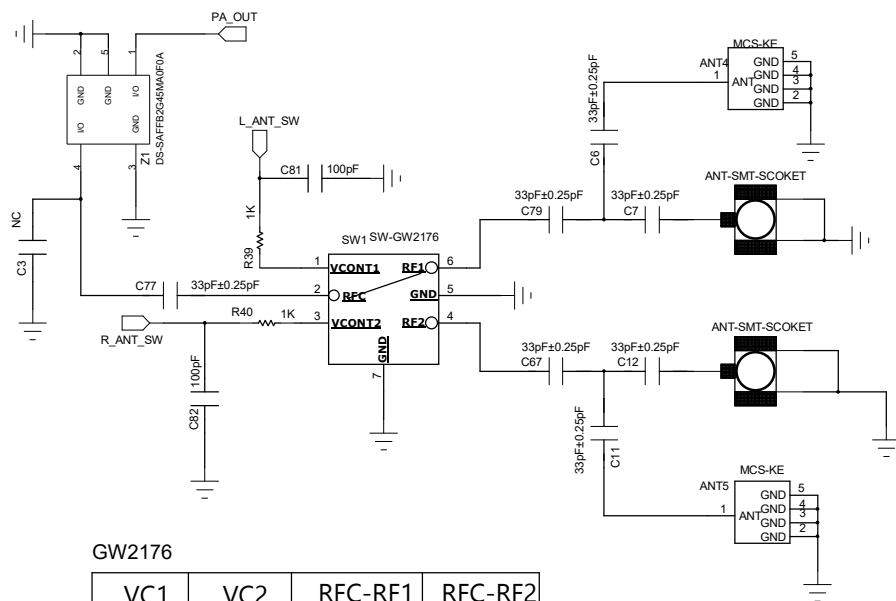 PA_OUT
2
5
1
GND
GND
I/O
I/O
GND
Z1
DS-SAFFB2G45MA0F0A
4
3
NC
C3
L_ANT_SW
C81
100pF
1K
R39
C77
33pF±0.25pF
R40
1K
R_ANT_SW
100pF
C82
SW1
SW-GW2176
1
VCONT1
RF1
6
2
RFC
GND
5
3
VCONT2
RF2
4
GND
7
33pF±0.25pF
C79
33pF±0.25pF
C7
33pF±0.25pF
C6
MCS-KE
ANT4
1
ANT
GND 5
GND 4
GND 3
GND 2
ANT-SMT-SCOKET
33pF±0.25pF
C67
33pF±0.25pF
C12
33pF±0.25pF
C11
ANT-SMT-SCOKET
MCS-KE
ANT5
1
ANT
GND 5
GND 4
GND 3
GND 2
GW2176
VC1 VC2 RFC-RF1 RFC-RF2